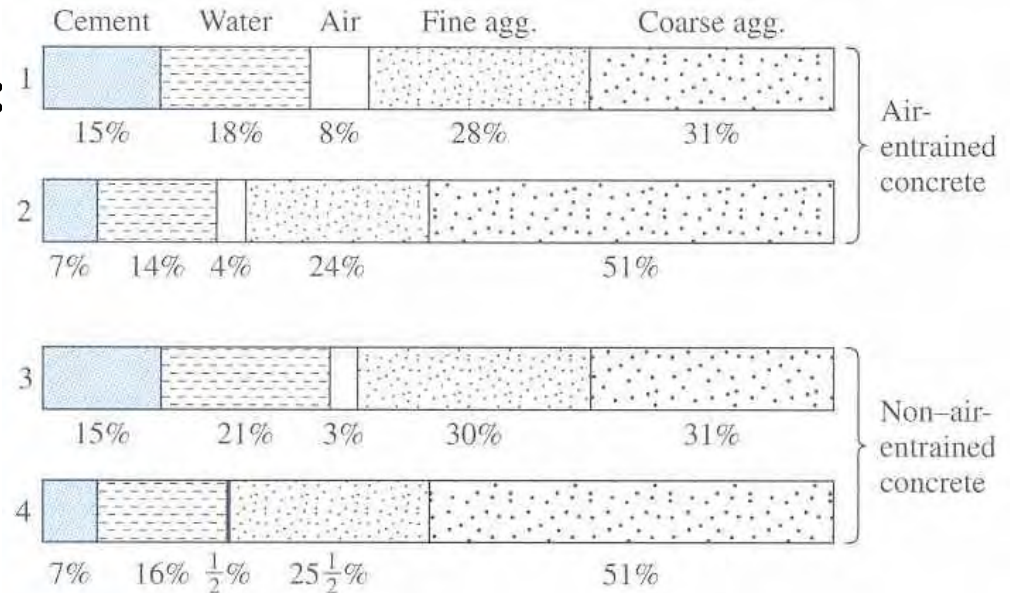 Cement Water Air Fine agg. Coarse agg.
1
15% 18% 8% 28% 31%
Air-
entrained
concrete
2
7% 14% 4% 24% 51%
3
15% 21% 3% 30% 31%
Non–air-
entrained
concrete
4
7% 16% 1/2% 25 1/2% 51%